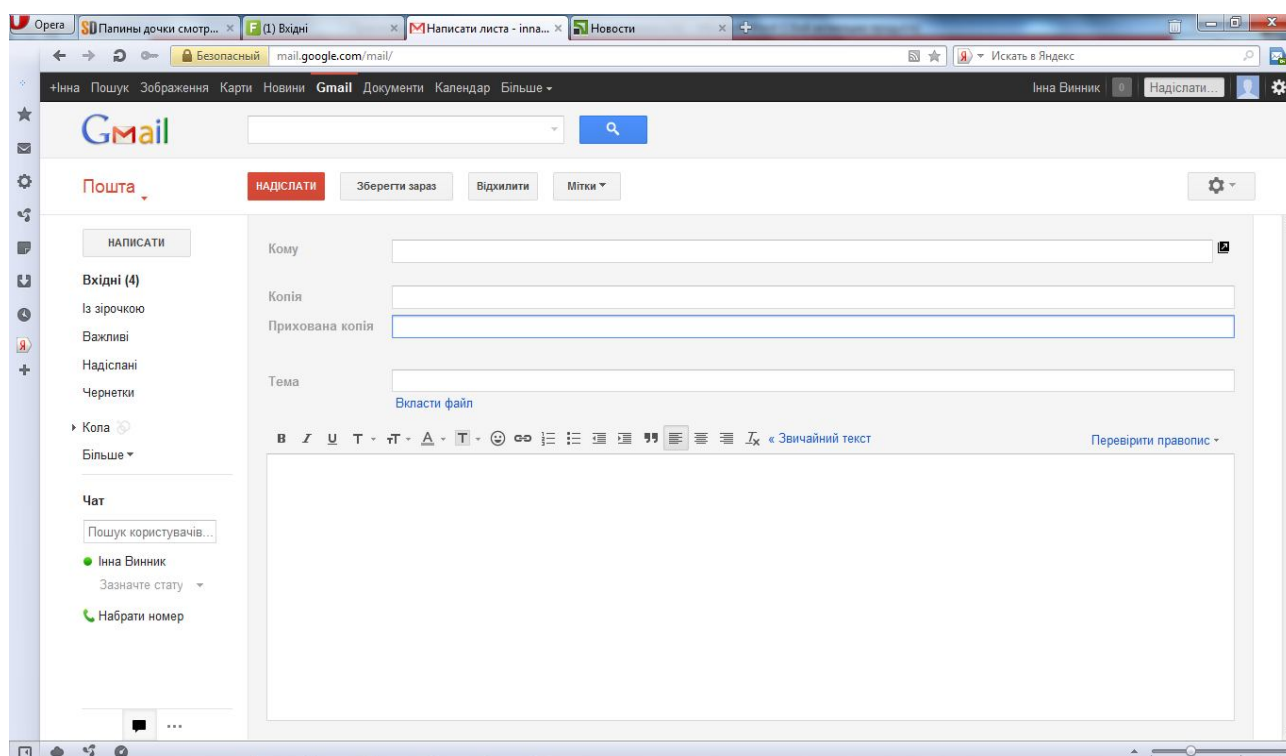 Opera Папины дочки смотр... (1) Вхідні Написати листа - inna... Новости
Безопасный mail.google.com/mail/ Искать в Яндекс
+Інна Пошук Зображення Карти Новини Gmail Документи Календар Більше Інна Винник 0 Надіслати...
Gmail
Пошта НАДІСЛАТИ Зберегти зараз Відхилити Мітки
НАПИСАТИ
Кому
Вхідні (4)
Копія
Із зірочкою
Прихована копія
Важливі
Надіслані
Тема
Чернетки
Вкласти файл
Кола
B I U T тT A T Tx « Звичайний текст Перевірити правопис
Більше
Чат
Пошук користувачів...
Інна Винник
Зазначте стату
Набрати номер